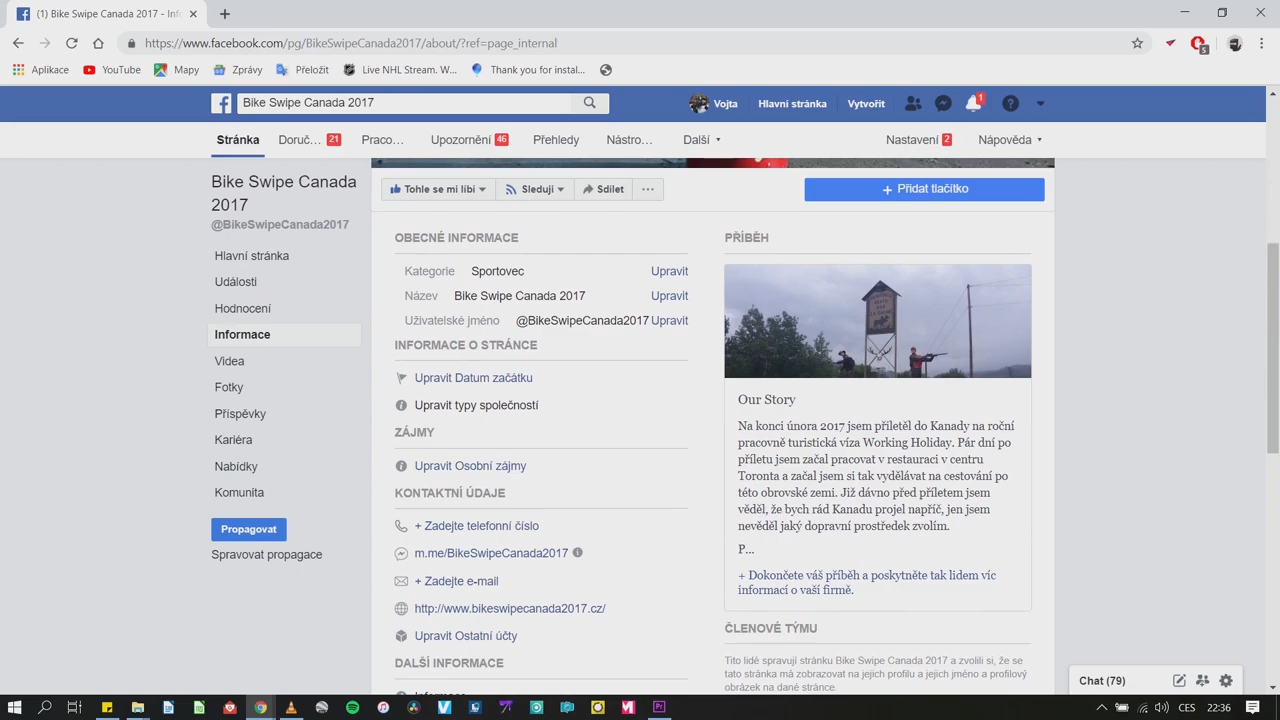 (1) Bike Swipe Canada 2017 - Info
https://www.facebook.com/pg/BikeSwipeCanada2017/about/?ref=page_internal
5
Aplikace YouTube Mapy Zprávy Přeložit Live NHL Stream. W... Thank you for instal...
Bike Swipe Canada 2017 Vojta Hlavní stránka Vytvořit 1
Stránka Doruč... 21 Praco... Upozornění 46 Přehledy Nástro... Další Nastavení 2 Nápověda
Bike Swipe Canada
2017
@BikeSwipeCanada2017
Hlavní stránka
Události
Hodnocení
Informace
Videa
Fotky
Příspěvky
Kariéra
Nabídky
Komunita
Propagovat
Spravovat propagace
Tohle se mi líbí Sleduji Sdílet ...
+ Přidat tlačítko
OBECNÉ INFORMACE
Kategorie Sportovec Upravit
Název Bike Swipe Canada 2017 Upravit
Uživatelské jméno @BikeSwipeCanada2017 Upravit
INFORMACE O STRÁNCE
Upravit Datum začátku
Upravit typy společností
ZÁJMY
Upravit Osobní zájmy
KONTAKTNÍ ÚDAJE
+ Zadejte telefonní číslo
m.me/BikeSwipeCanada2017
+ Zadejte e-mail
http://www.bikeswipecanada2017.cz/
Upravit Ostatní účty
DALŠÍ INFORMACE
Informace
PŘÍBĚH
Our Story
Na konci února 2017 jsem příletěl do Kanady na roční
pracovně turistická víza Working Holiday. Pár dní po
příletu jsem začal pracovat v restauraci v centru
Toronta a začal jsem si tak vydělávat na cestování po
této obrovské zemi. Již dávno před příletem jsem
věděl, že bych rád Kanadu projel napříč, jen jsem
nevěděl jaký dopravní prostředek zvolím.
P...
+ Dokončete váš příběh a poskytněte tak lidem víc
informací o vaší firmě.
ČLENOVÉ TÝMU
Tito lidé spravují stránku Bike Swipe Canada 2017 a zvolili si, že se
tato stránka má zobrazovat na jejich profilu a jejich jméno a profilový
obrázek na dané stránce.
Chat (79)
CES 22:36